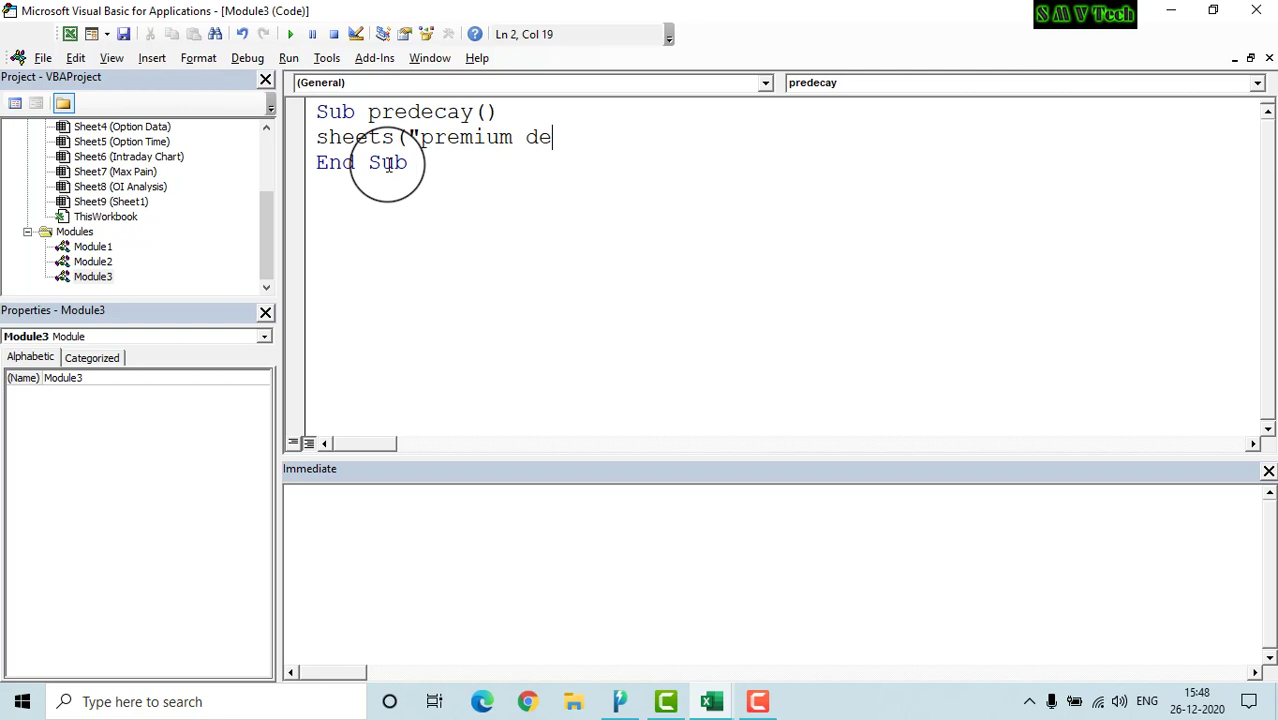 Microsoft Visual Basic for Applications - [Module3 (Code)]
S M V Tech
Ln 2, Col 19
File Edit View Insert Format Debug Run Tools Add-Ins Window Help
Project - VBAProject
Sheet4 (Option Data)
Sheet5 (Option Time)
Sheet6 (Intraday Chart)
Sheet7 (Max Pain)
Sheet8 (OI Analysis)
Sheet9 (Sheet1)
ThisWorkbook
Modules
Module1
Module2
Module3
Properties - Module3
Module3 Module
Alphabetic Categorized
(Name) Module3
(General) predecay
Sub predecay()
sheets("premium de
End Sub
Immediate
Type here to search
ENG
15:48
26-12-2020